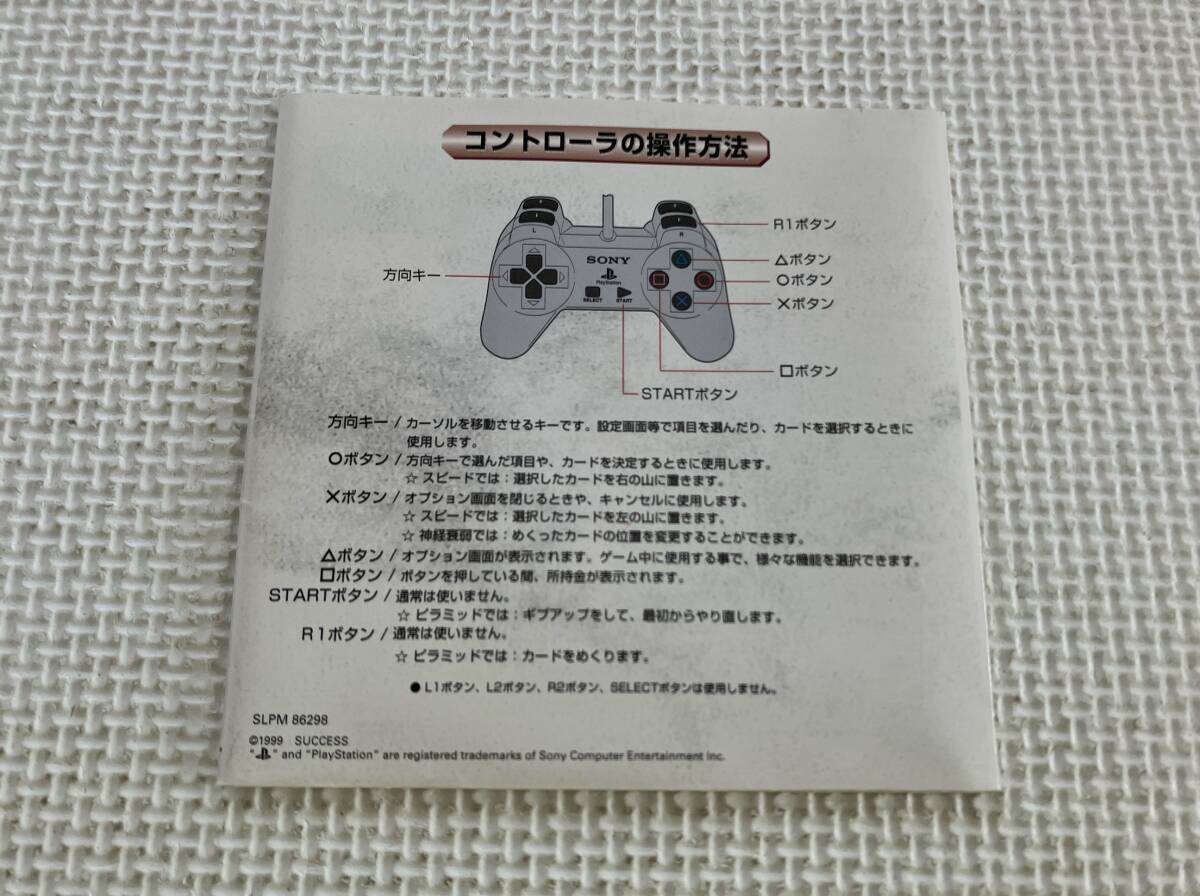 コントローラの操作方法
R1ボタン
△ボタン
方向キー
SONY
○ボタン
PlayStation
×ボタン
SELECT
START
L
R
□ボタン
STARTボタン
方向キー / カーソルを移動させるキーです。設定画面等で項目を選んだり、カードを選択するときに
使用します。
○ボタン / 方向キーで選んだ項目や、カードを決定するときに使用します。
☆ スピードでは：選択したカードを右の山に置きます。
×ボタン / オプション画面を閉じるときや、キャンセルに使用します。
☆ スピードでは：選択したカードを左の山に置きます。
☆ 神経衰弱では：めくったカードの位置を変更することができます。
△ボタン / オプション画面が表示されます。ゲーム中に使用する事で、様々な機能を選択できます。
□ボタン / ボタンを押している間、所持金が表示されます。
STARTボタン / 通常は使いません。
☆ ピラミッドでは：ギブアップをして、最初からやり直します。
R1ボタン / 通常は使いません。
☆ ピラミッドでは：カードをめくります。
● L1ボタン、L2ボタン、R2ボタン、SELECTボタンは使用しません。
SLPM 86298
©1999 SUCCESS
" " and "PlayStation" are registered trademarks of Sony Computer Entertainment Inc.